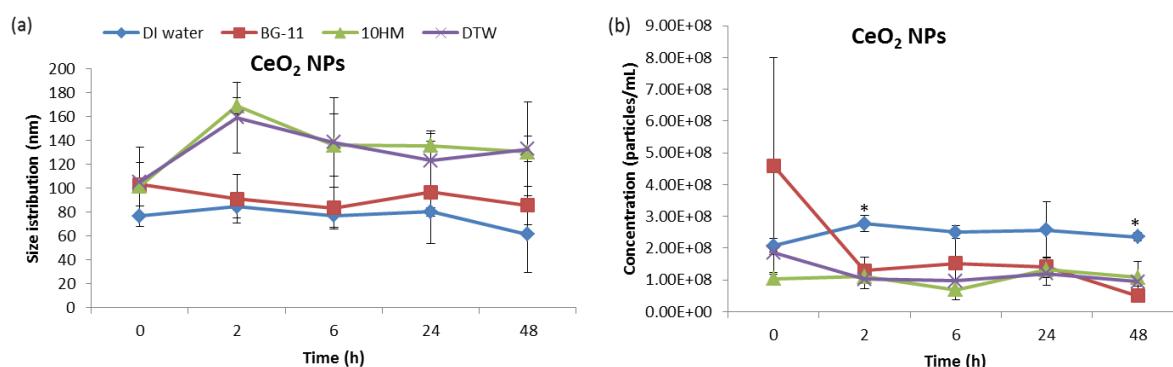 (a)
DI water BG-11 10HM DTW
CeO2 NPs
Size istribution (nm)
200
180
160
140
120
100
80
60
40
20
0
0 2 6 24 48
Time (h)
(b)
CeO2 NPs
Concentration (particles/mL)
9.00E+08
8.00E+08
7.00E+08
6.00E+08
5.00E+08
4.00E+08
3.00E+08
2.00E+08
1.00E+08
0.00E+00
* *
0 2 6 24 48
Time (h)